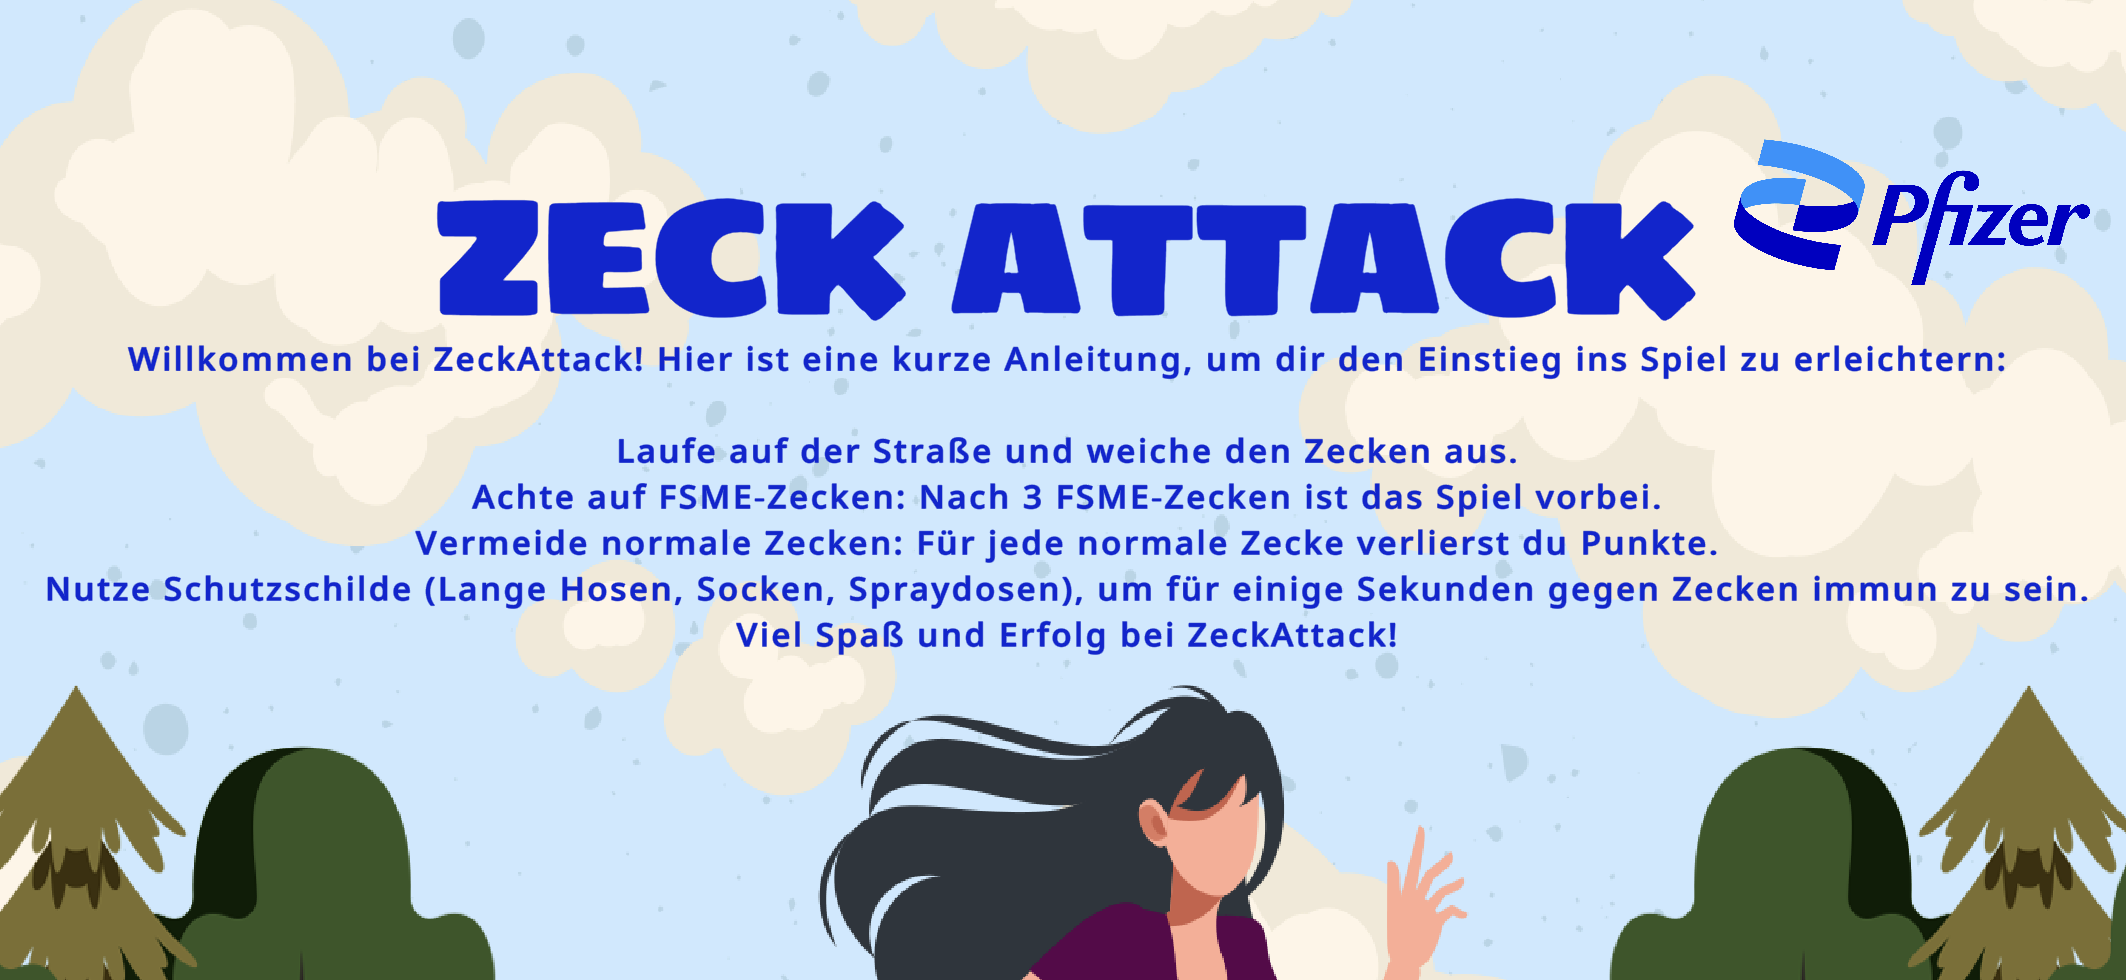 ZECK ATTACK
Pfizer
Willkommen bei ZeckAttack! Hier ist eine kurze Anleitung, um dir den Einstieg ins Spiel zu erleichtern:
Laufe auf der Straße und weiche den Zecken aus.
Achte auf FSME-Zecken: Nach 3 FSME-Zecken ist das Spiel vorbei.
Vermeide normale Zecken: Für jede normale Zecke verlierst du Punkte.
Nutze Schutzschilde (Lange Hosen, Socken, Spraydosen), um für einige Sekunden gegen Zecken immun zu sein.
Viel Spaß und Erfolg bei ZeckAttack!